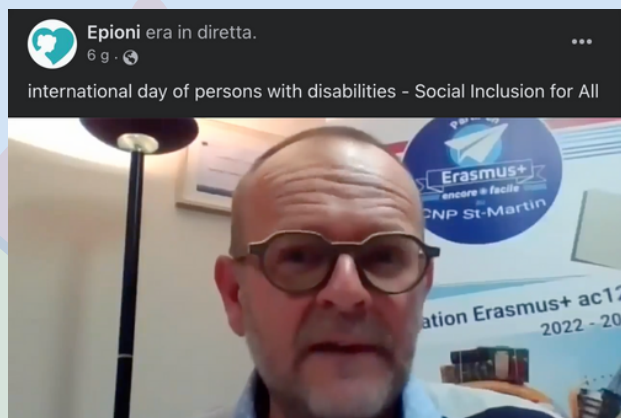 Epioni era in diretta.
6 g ·
international day of persons with disabilities - Social Inclusion for All
Erasmus+
encore facile
CNP St-Martin
ation Erasmus+ ac12
2022 - 20